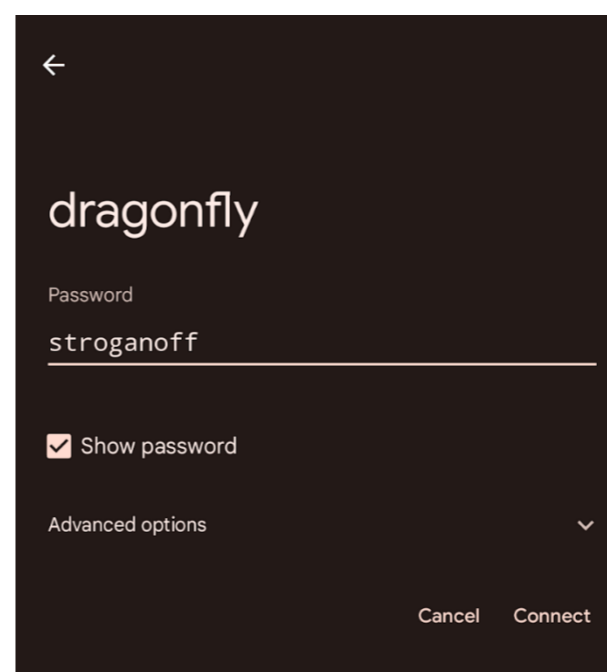 dragonfly
Password
stroganoff
Show password
Advanced options
Cancel Connect